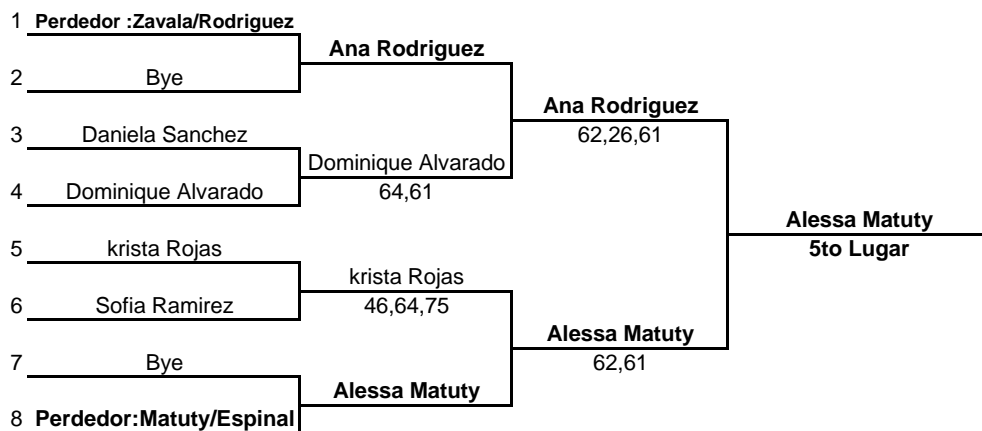 1 Perdedor :Zavala/Rodriguez
Ana Rodriguez
2 Bye
Ana Rodriguez
62,26,61
3 Daniela Sanchez
Dominique Alvarado
64,61
4 Dominique Alvarado
Alessa Matuty
5to Lugar
5 krista Rojas
krista Rojas
46,64,75
6 Sofia Ramirez
Alessa Matuty
62,61
7 Bye
Alessa Matuty
8 Perdedor:Matuty/Espinal